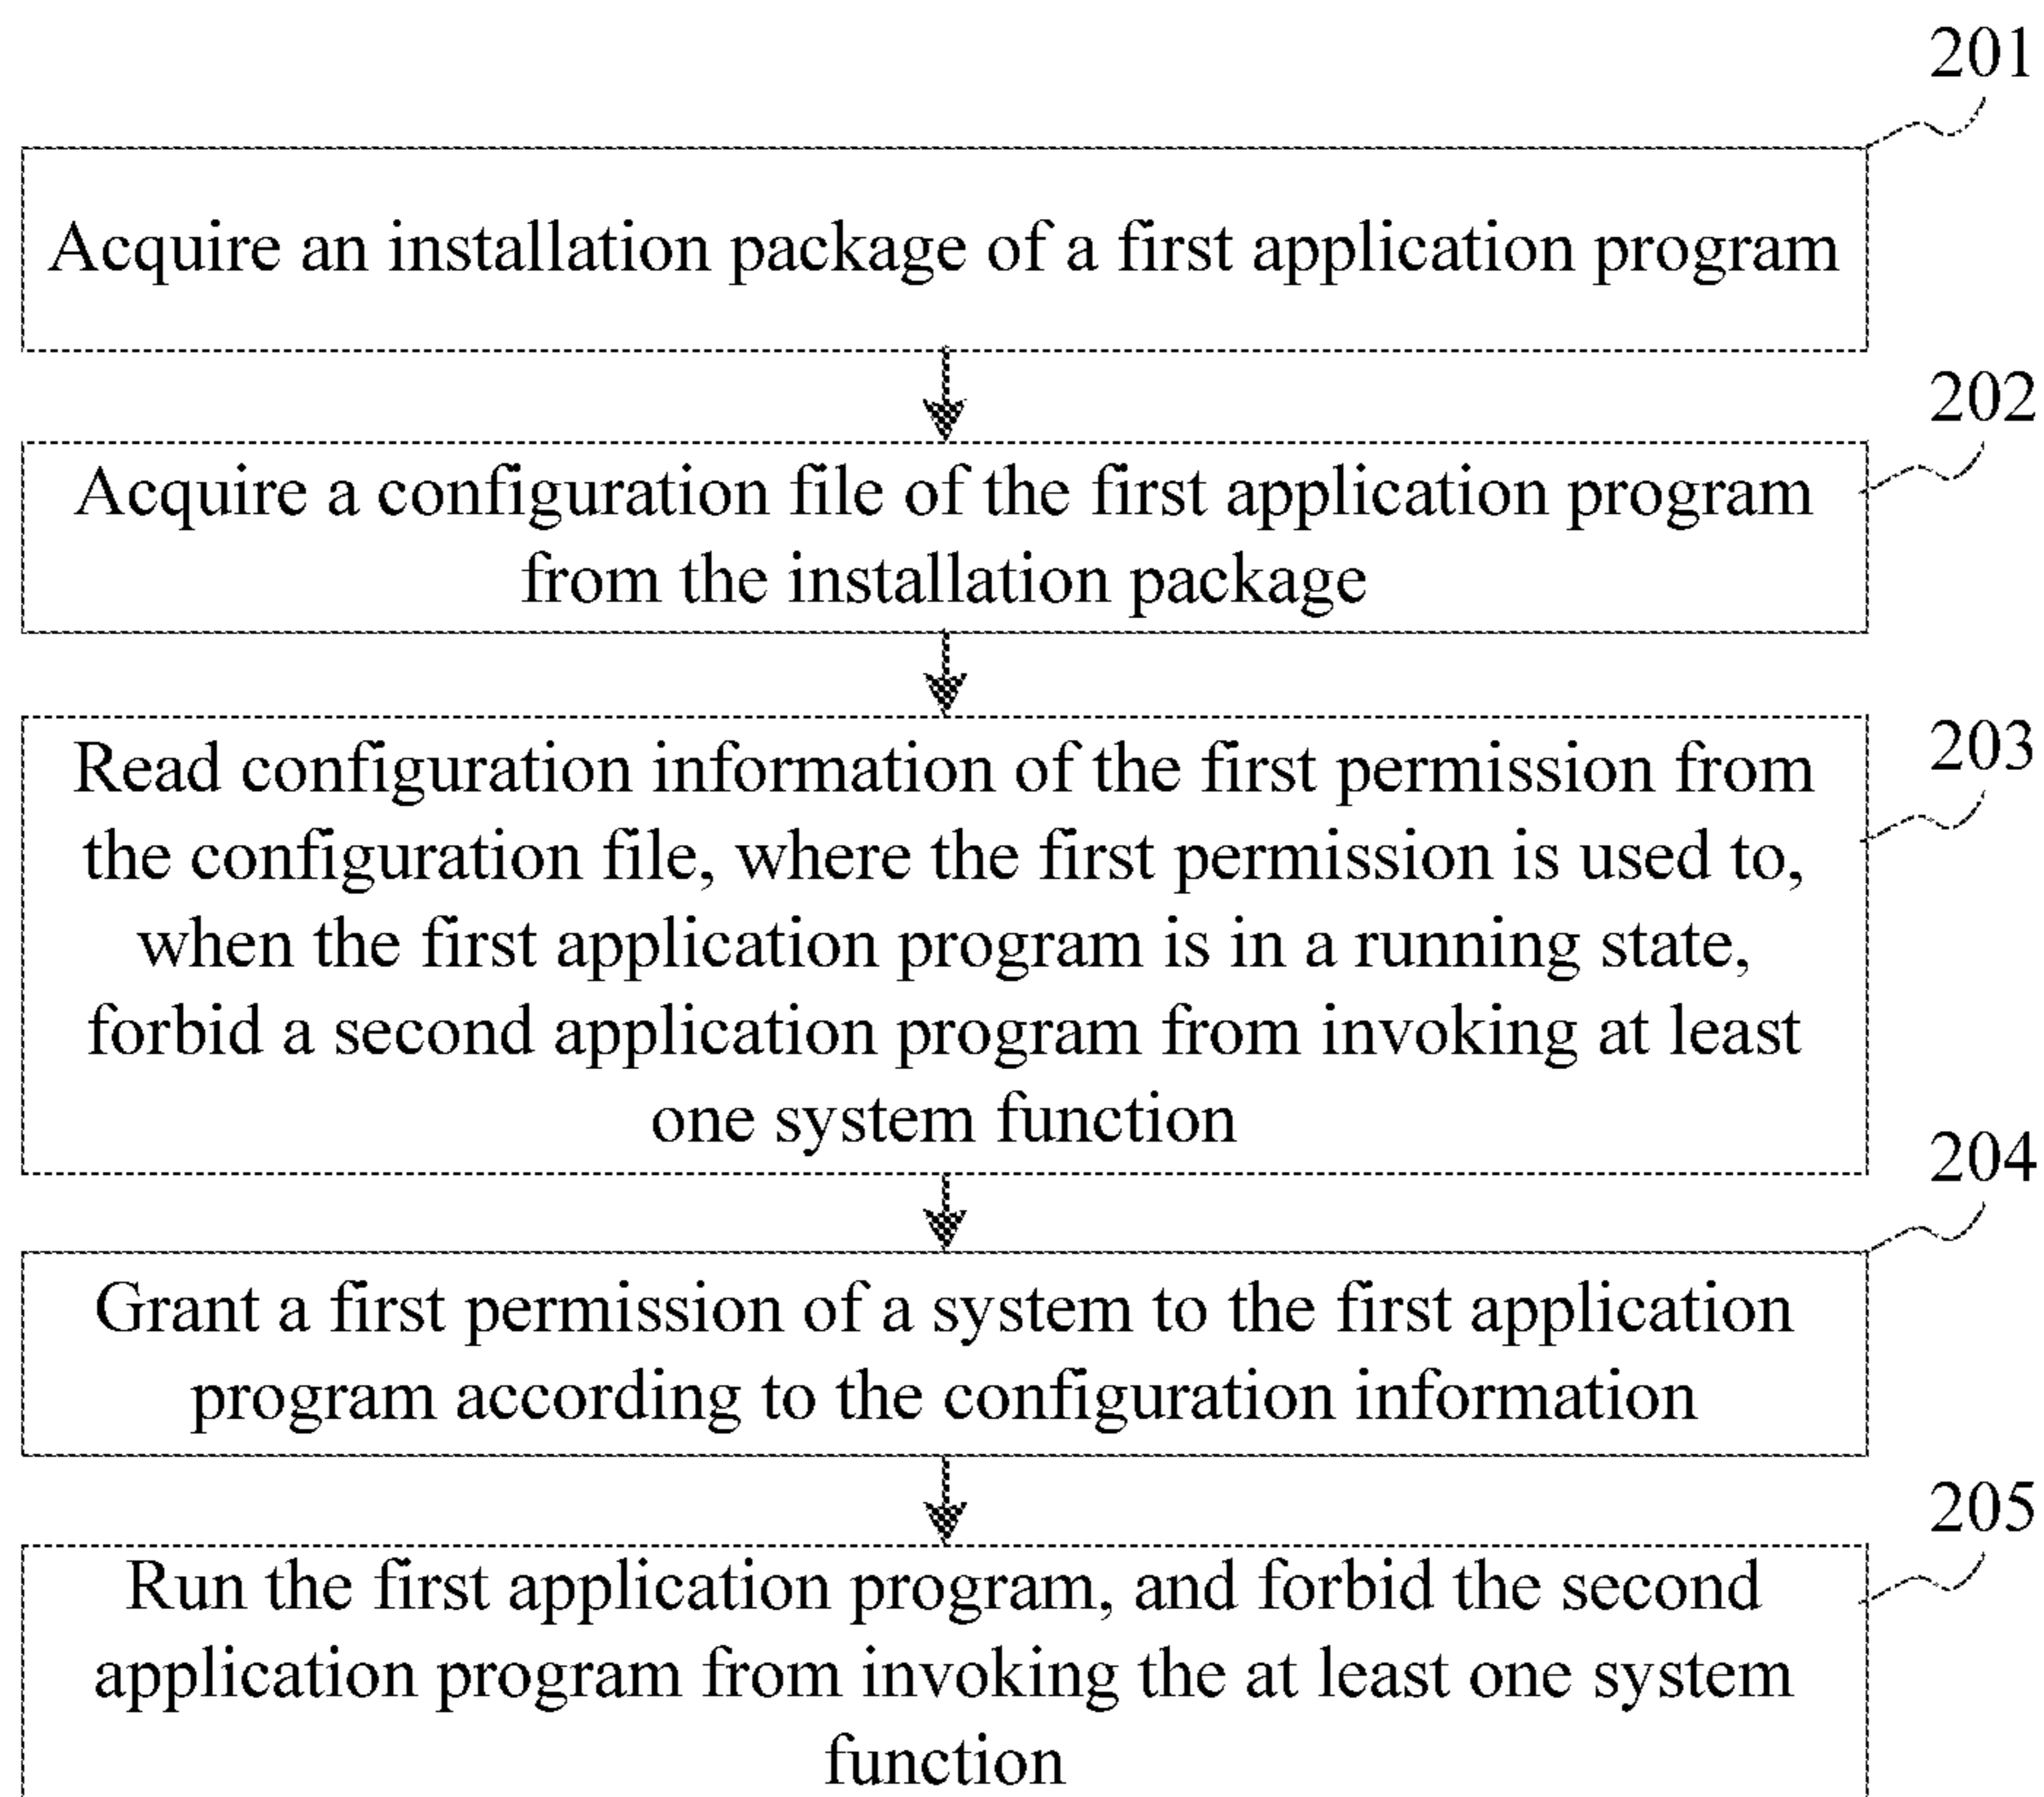 201
Acquire an installation package of a first application program
202
Acquire a configuration file of the first application program
from the installation package
203
Read configuration information of the first permission from
the configuration file, where the first permission is used to,
when the first application program is in a running state,
forbid a second application program from invoking at least
one system function
204
Grant a first permission of a system to the first application
program according to the configuration information
205
Run the first application program, and forbid the second
application program from invoking the at least one system
function